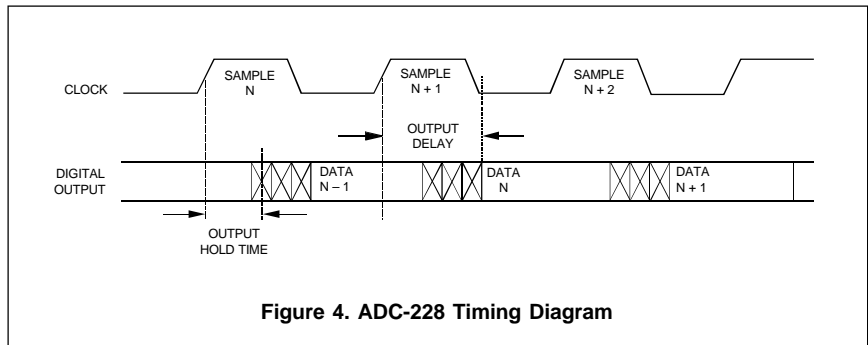 CLOCK
SAMPLE
N
SAMPLE
N + 1
SAMPLE
N + 2
OUTPUT
DELAY
DIGITAL
OUTPUT
DATA
N – 1
DATA
N
DATA
N + 1
OUTPUT
HOLD TIME
Figure 4. ADC-228 Timing Diagram